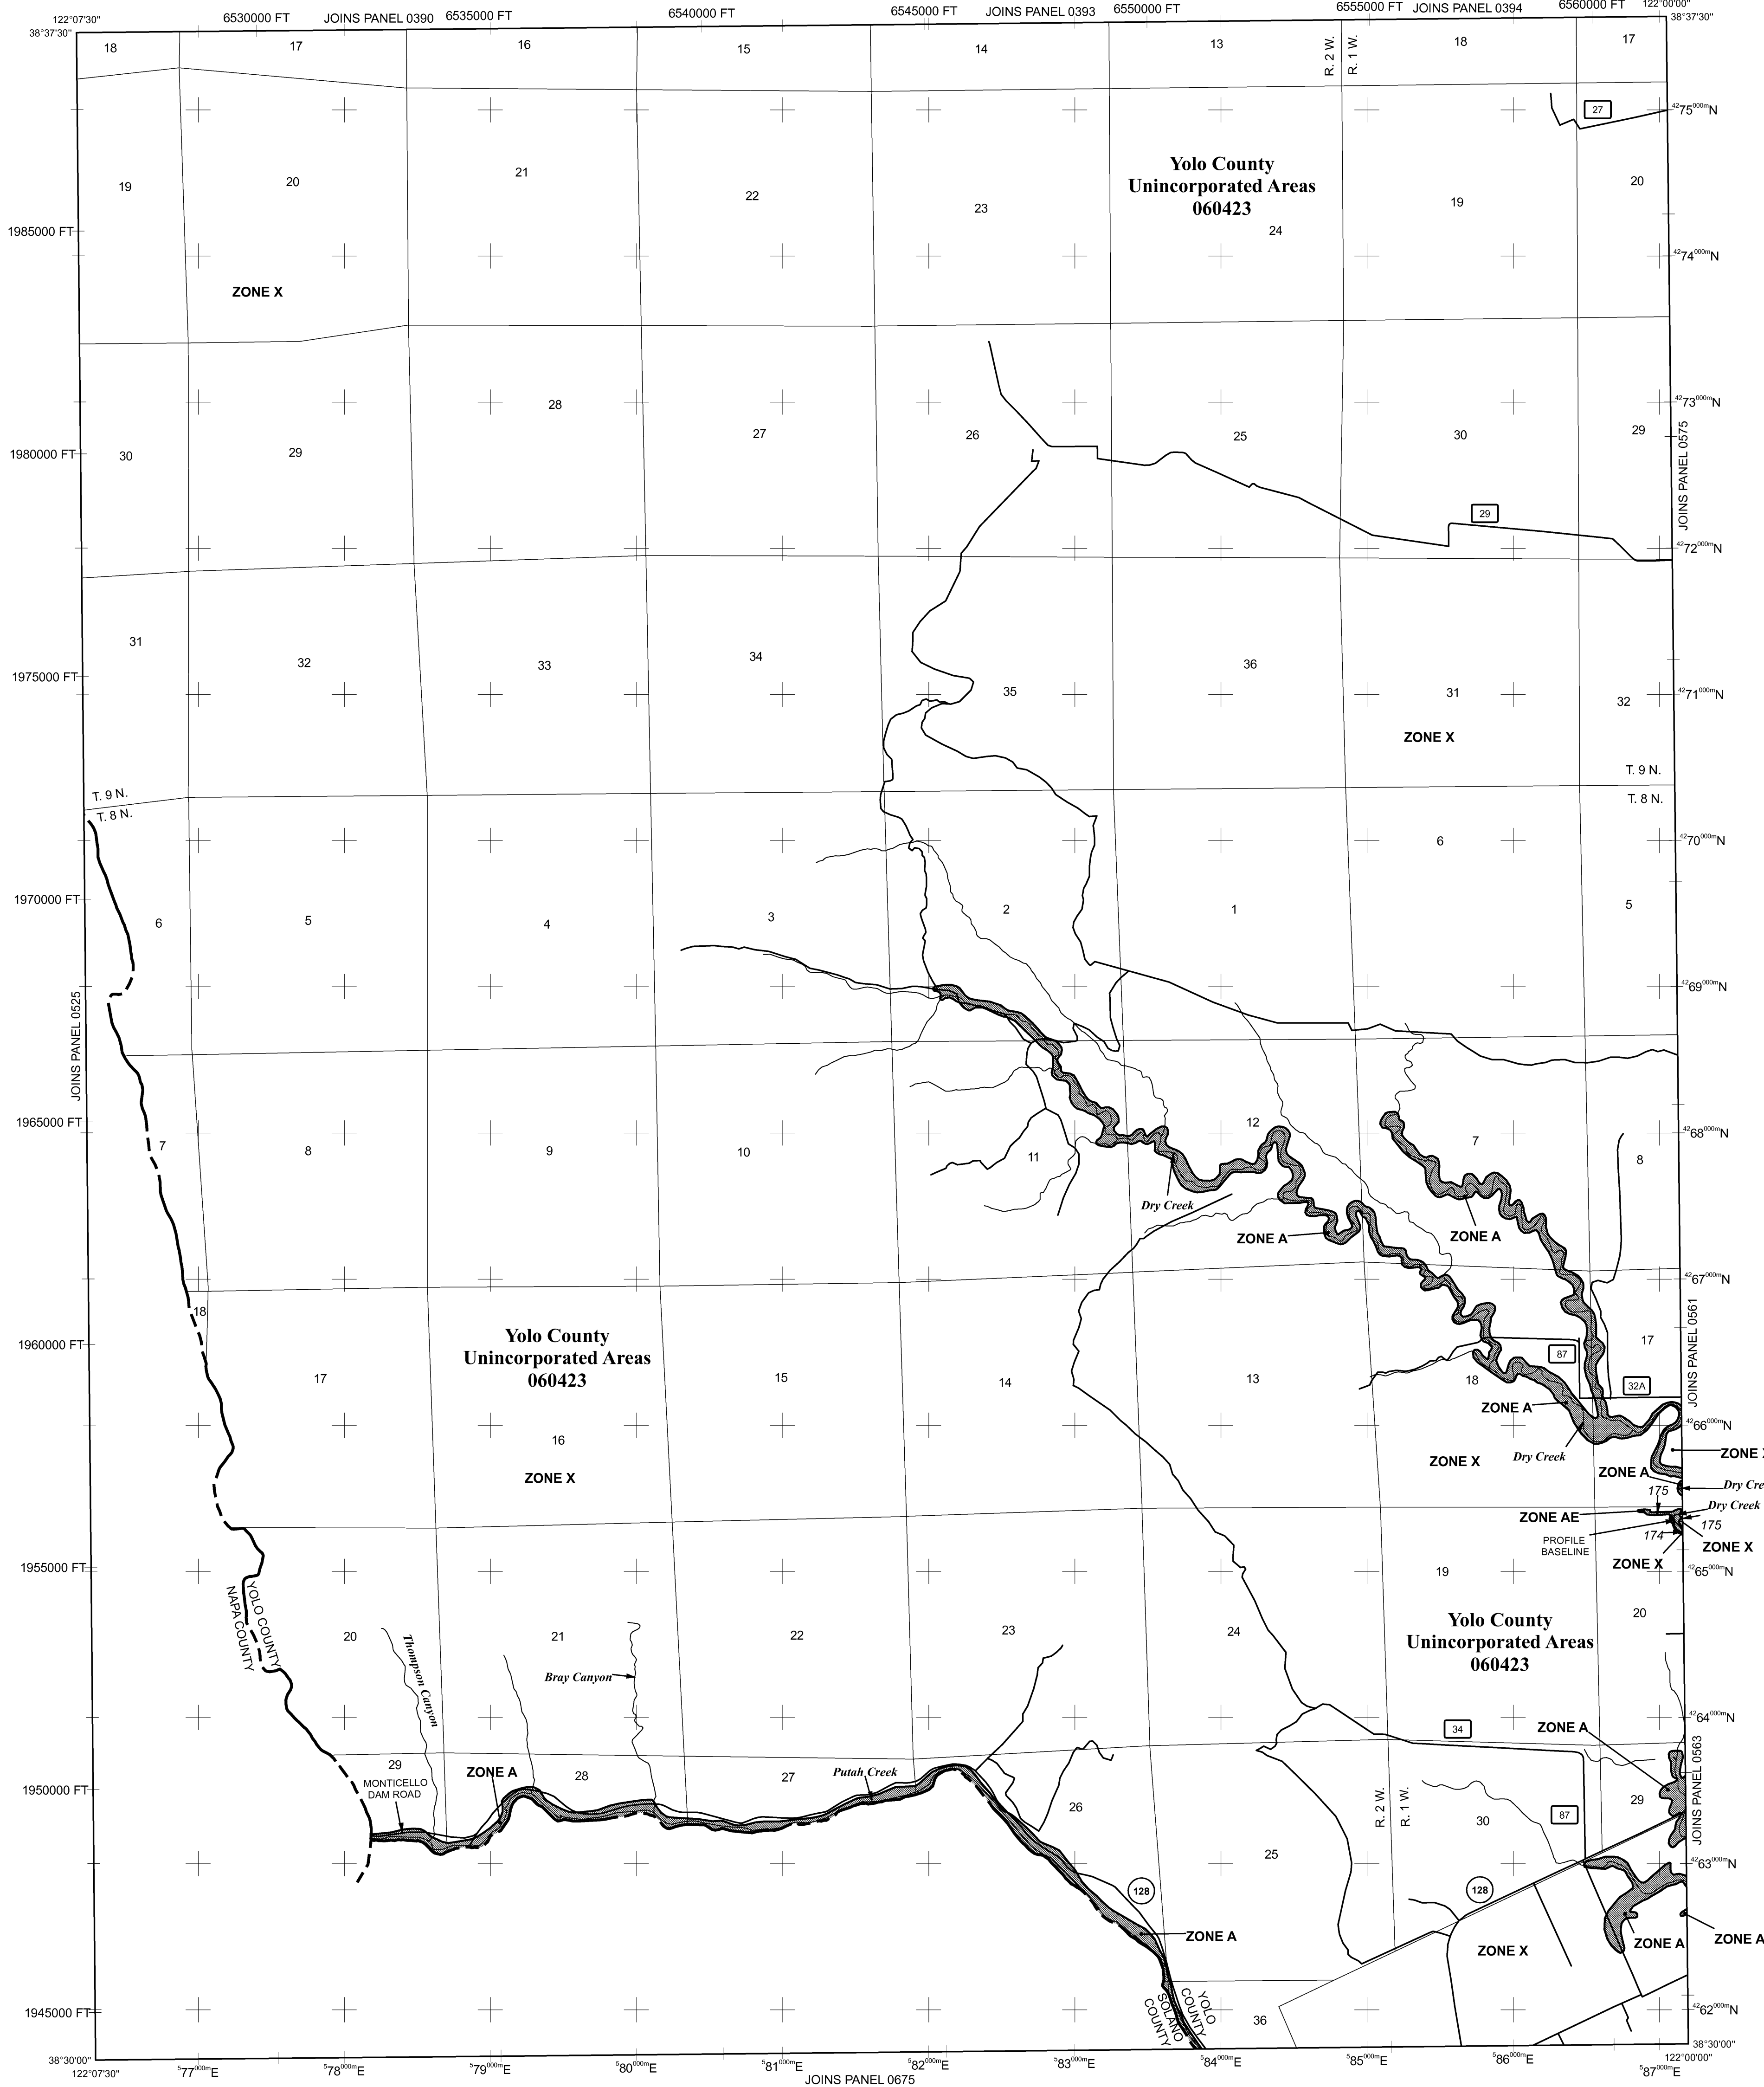 122°07'30"
6530000 FT
JOINS PANEL 0390
6535000 FT
6540000 FT
6545000 FT
JOINS PANEL 0393
6550000 FT
6555000 FT
JOINS PANEL 0394
6560000 FT
122°00'00"
38°37'30"
38°37'30"
18
17
16
15
14
13
R. 2 W.
R. 1 W.
18
17
27
4275000mN
Yolo County
Unincorporated Areas
060423
19
20
21
22
23
24
19
20
1985000 FT
4274000mN
ZONE X
4273000mN
JOINS PANEL 0575
30
29
28
27
26
25
30
29
1980000 FT
29
4272000mN
31
32
33
34
35
36
31
32
1975000 FT
4271000mN
ZONE X
T. 9 N.
T. 8 N.
T. 9 N.
T. 8 N.
4270000mN
6
5
4
3
2
1
6
5
1970000 FT
4269000mN
JOINS PANEL 0525
1965000 FT
4268000mN
7
8
9
10
11
12
7
8
Dry Creek
ZONE A
ZONE A
4267000mN
JOINS PANEL 0561
18
17
16
15
14
13
18
17
1960000 FT
Yolo County
Unincorporated Areas
060423
87
32A
ZONE A
4266000mN
ZONE X
ZONE X
Dry Creek
ZONE
ZONE A
Dry Cre
175
Dry Creek
ZONE AE
175
174
PROFILE
BASELINE
ZONE X
ZONE X
1955000 FT
4265000mN
19
YOLO COUNTY
NAPA COUNTY
20
21
22
23
24
20
Yolo County
Unincorporated Areas
060423
Thompson Canyon
Bray Canyon
4264000mN
34
ZONE A
JOINS PANEL 0563
29
28
27
26
25
30
29
MONTICELLO
DAM ROAD
ZONE A
Putah Creek
1950000 FT
R. 2 W.
R. 1 W.
87
4263000mN
128
128
ZONE A
ZONE X
ZONE A
ZONE A
YOLO
COUNTY
SOLANO
COUNTY
36
1945000 FT
4262000mN
38°30'00"
38°30'00"
122°07'30"
577000mE
578000mE
579000mE
580000mE
581000mE
582000mE
583000mE
584000mE
585000mE
586000mE
122°00'00"
587000mE
JOINS PANEL 0675